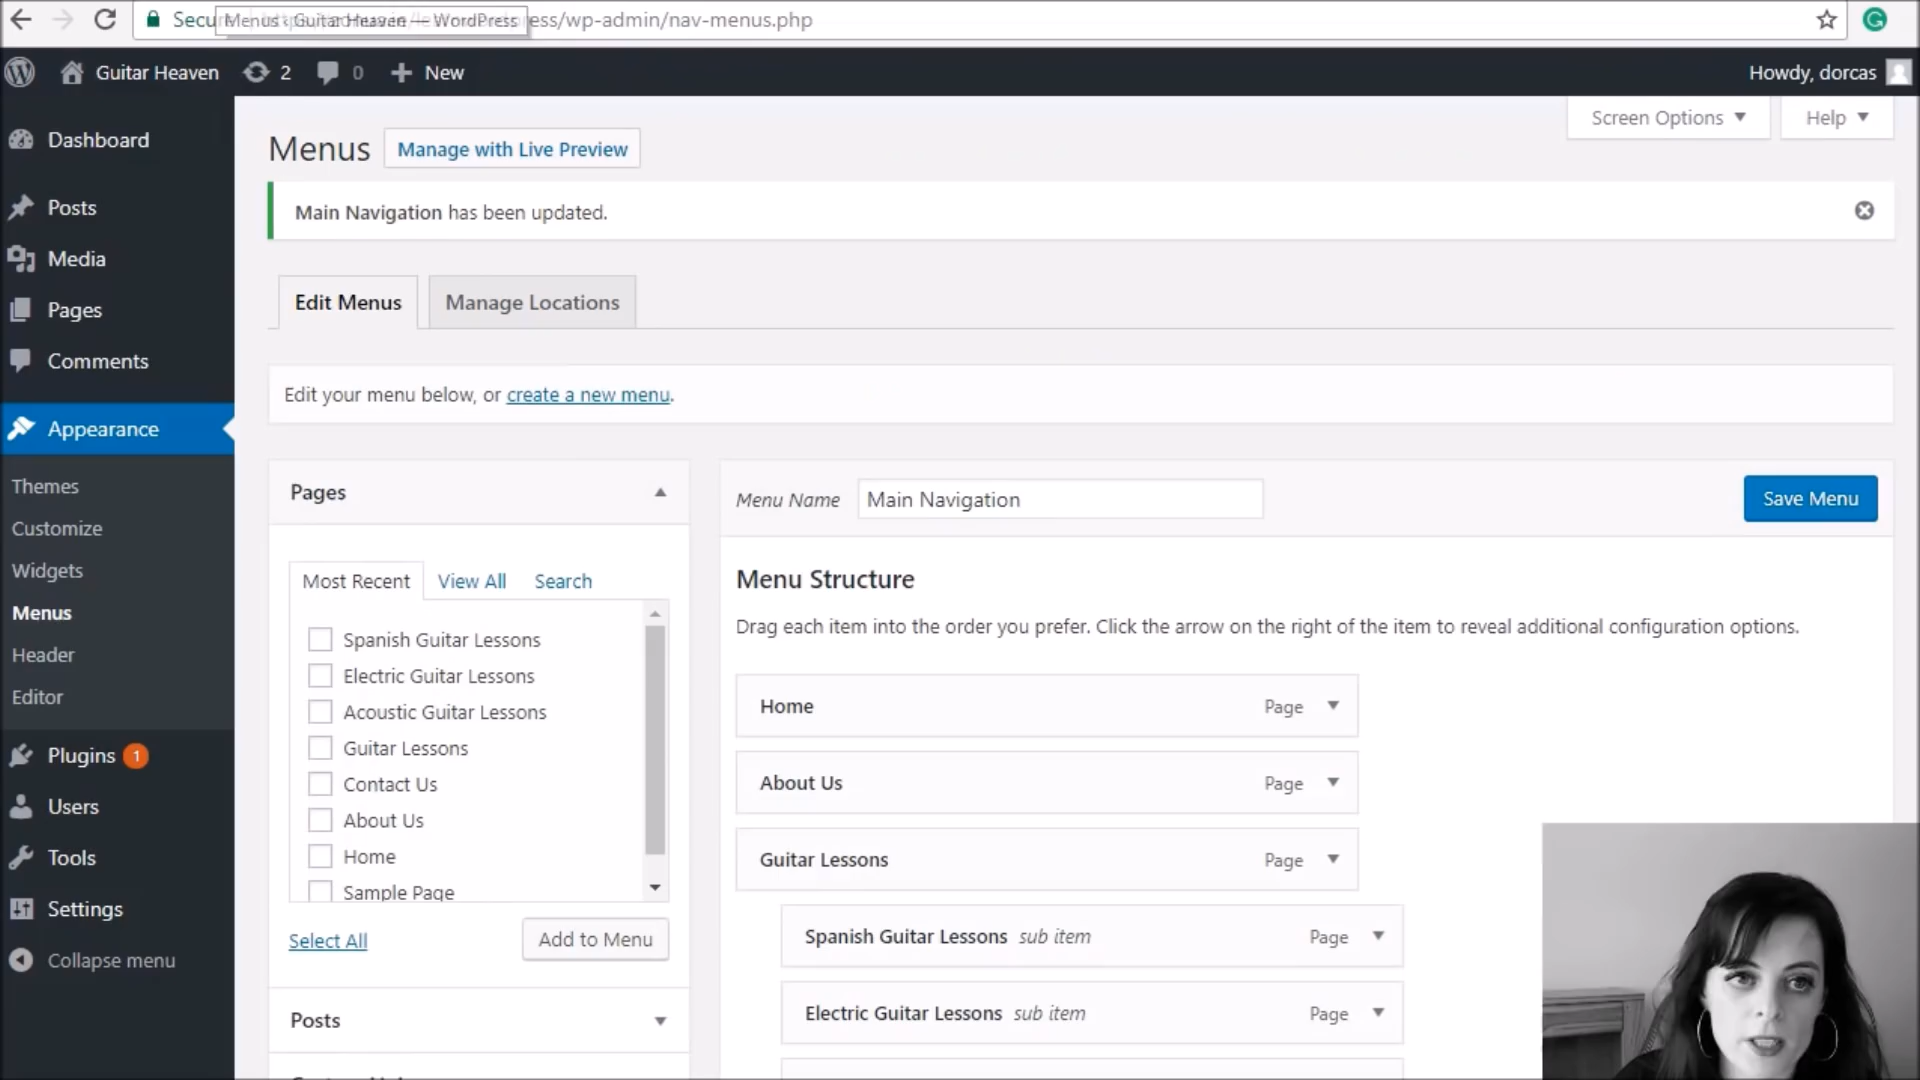 Secure
Menus - Guitar Heaven — WordPress
ess/wp-admin/nav-menus.php
Guitar Heaven
2
0
New
Howdy, dorcas
Dashboard
Posts
Media
Pages
Comments
Appearance
Themes
Customize
Widgets
Menus
Header
Editor
Plugins 1
Users
Tools
Settings
Collapse menu
Screen Options
Help
Menus
Manage with Live Preview
Main Navigation has been updated.
Edit Menus
Manage Locations
Edit your menu below, or create a new menu.
Pages
Most Recent
View All
Search
Spanish Guitar Lessons
Electric Guitar Lessons
Acoustic Guitar Lessons
Guitar Lessons
Contact Us
About Us
Home
Sample Page
Select All
Add to Menu
Posts
Menu Name
Main Navigation
Save Menu
Menu Structure
Drag each item into the order you prefer. Click the arrow on the right of the item to reveal additional configuration options.
Home Page
About Us Page
Guitar Lessons Page
Spanish Guitar Lessons sub item Page
Electric Guitar Lessons sub item Page